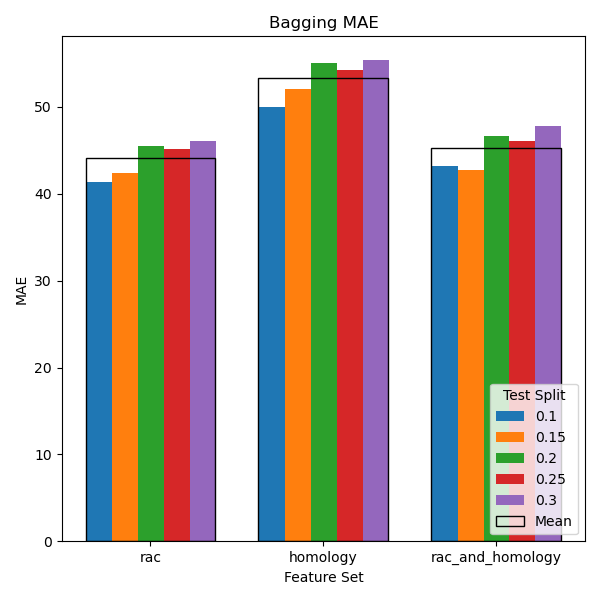 Bagging MAE
MAE
50
40
30
20
10
0
rac
homology
rac_and_homology
Feature Set
Test Split
0.1
0.15
0.2
0.25
0.3
Mean